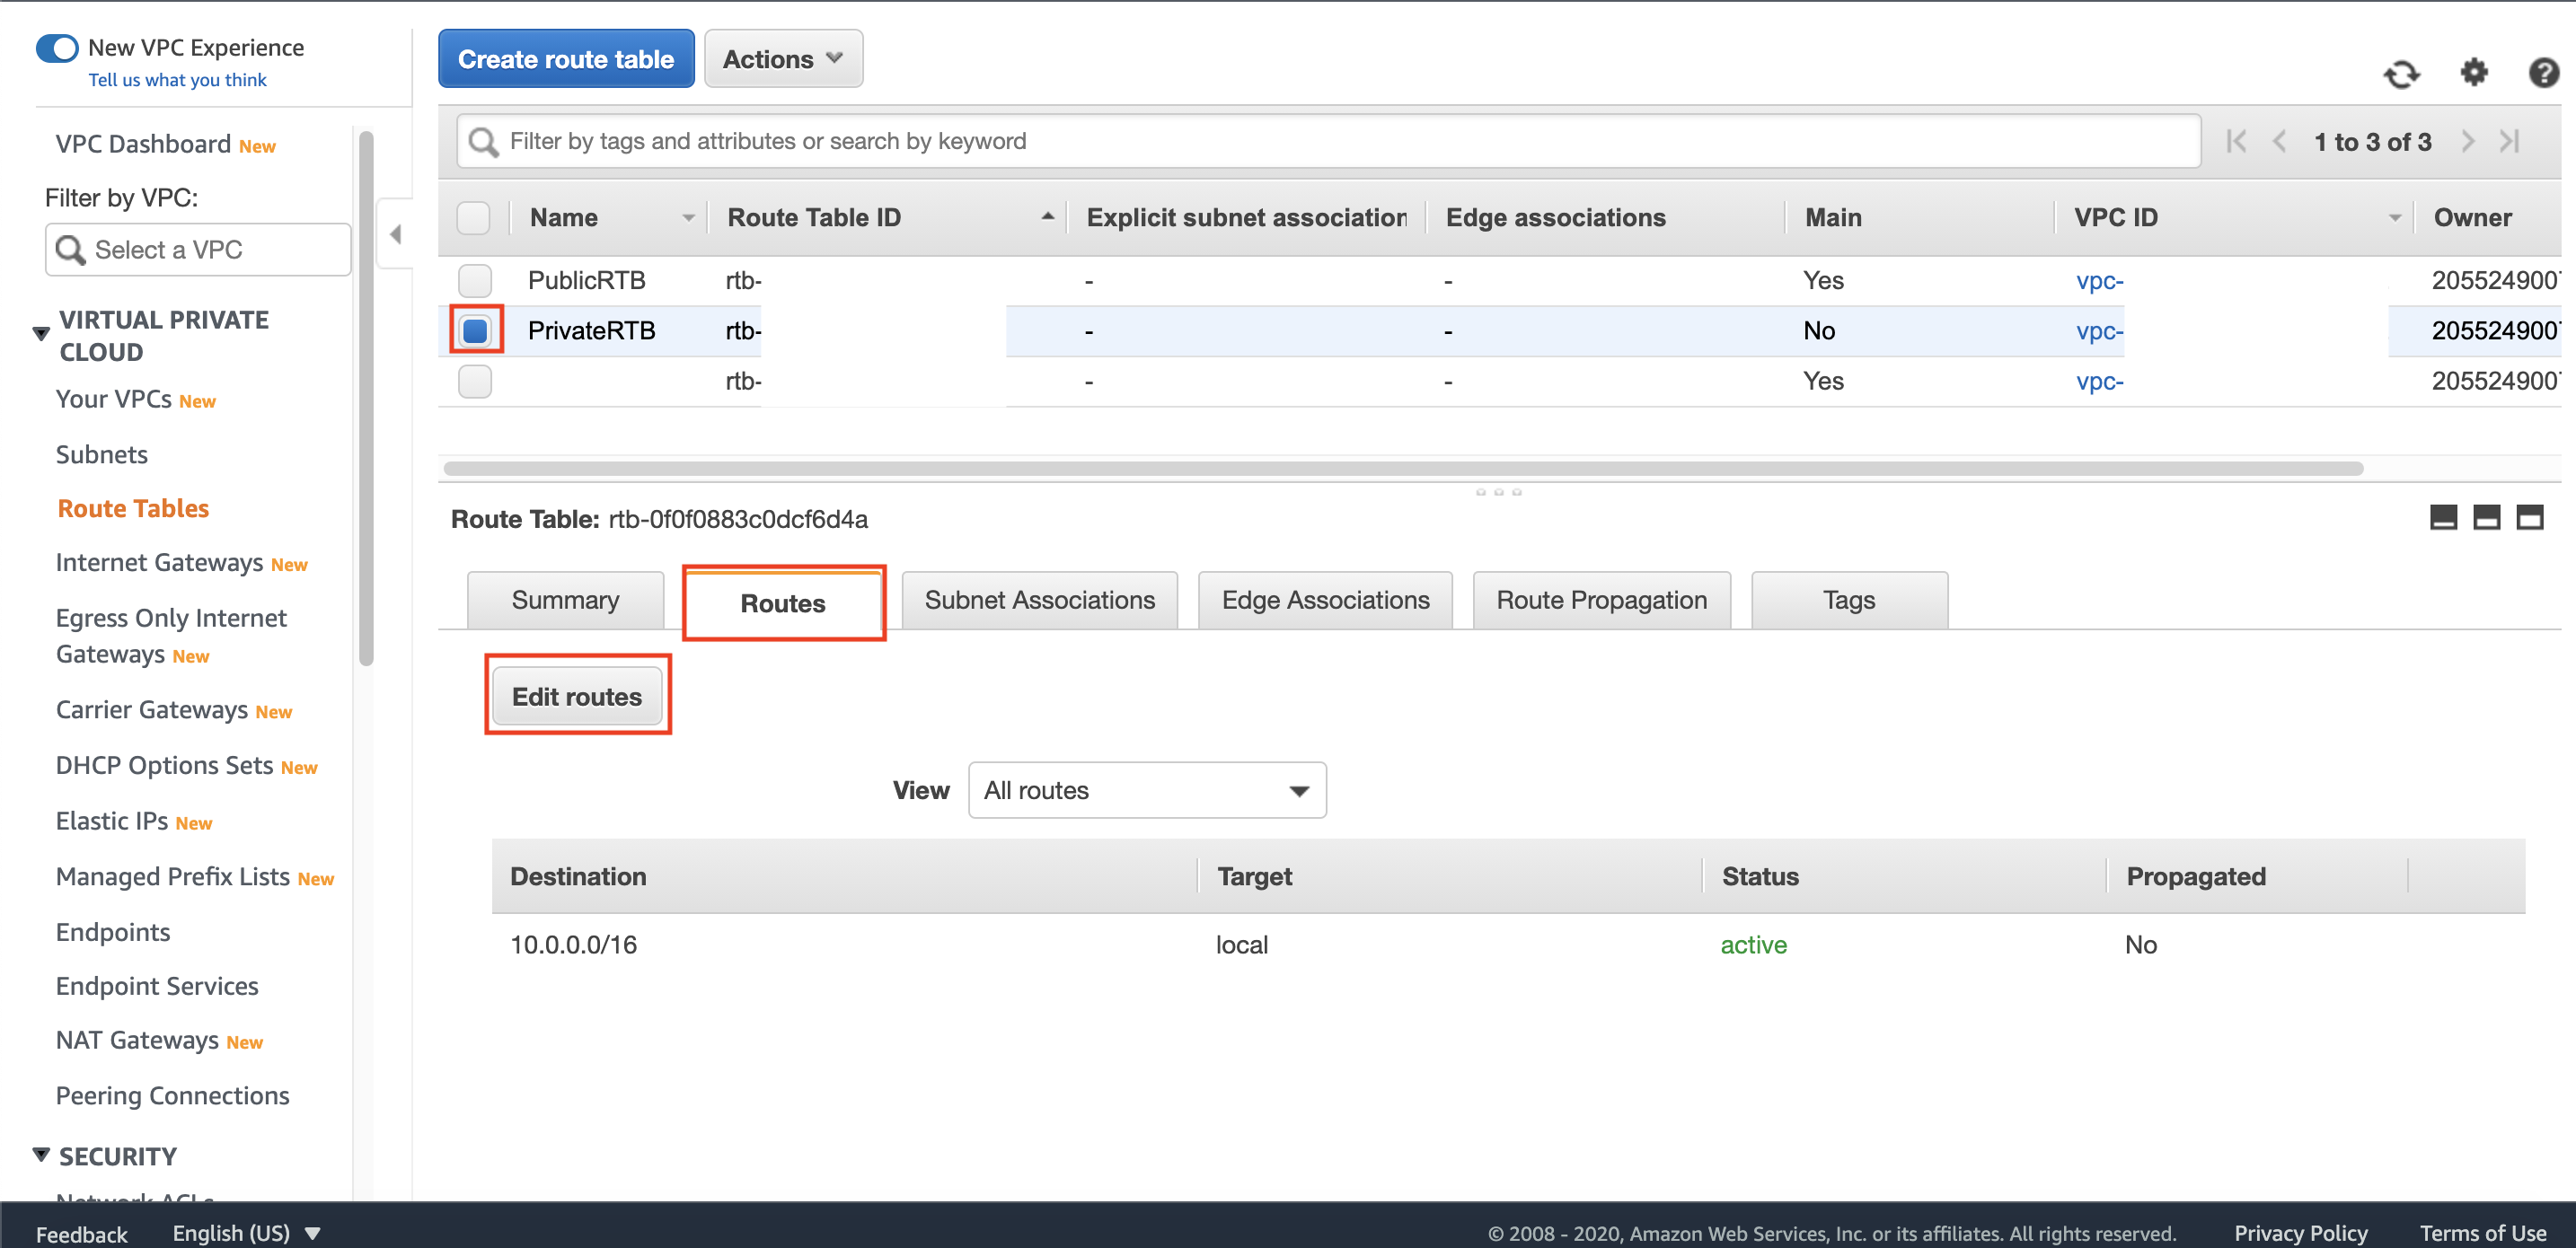 New VPC Experience
Tell us what you think
VPC Dashboard New
Filter by VPC:
Select a VPC
VIRTUAL PRIVATE
CLOUD
Your VPCs New
Subnets
Route Tables
Internet Gateways New
Egress Only Internet
Gateways New
Carrier Gateways New
DHCP Options Sets New
Elastic IPs New
Managed Prefix Lists New
Endpoints
Endpoint Services
NAT Gateways New
Peering Connections
SECURITY
Network ACLs
Create route table Actions
Filter by tags and attributes or search by keyword
1 to 3 of 3
Name Route Table ID Explicit subnet association Edge associations Main VPC ID Owner
PublicRTB rtb- - - Yes vpc- 2055249007
PrivateRTB rtb- - - No vpc- 2055249007
rtb- - - Yes vpc- 2055249007
Route Table: rtb-0f0f0883c0dcf6d4a
Summary Routes Subnet Associations Edge Associations Route Propagation Tags
Edit routes
View All routes
Destination Target Status Propagated
10.0.0.0/16 local active No
Feedback English (US) © 2008 - 2020, Amazon Web Services, Inc. or its affiliates. All rights reserved. Privacy Policy Terms of Use